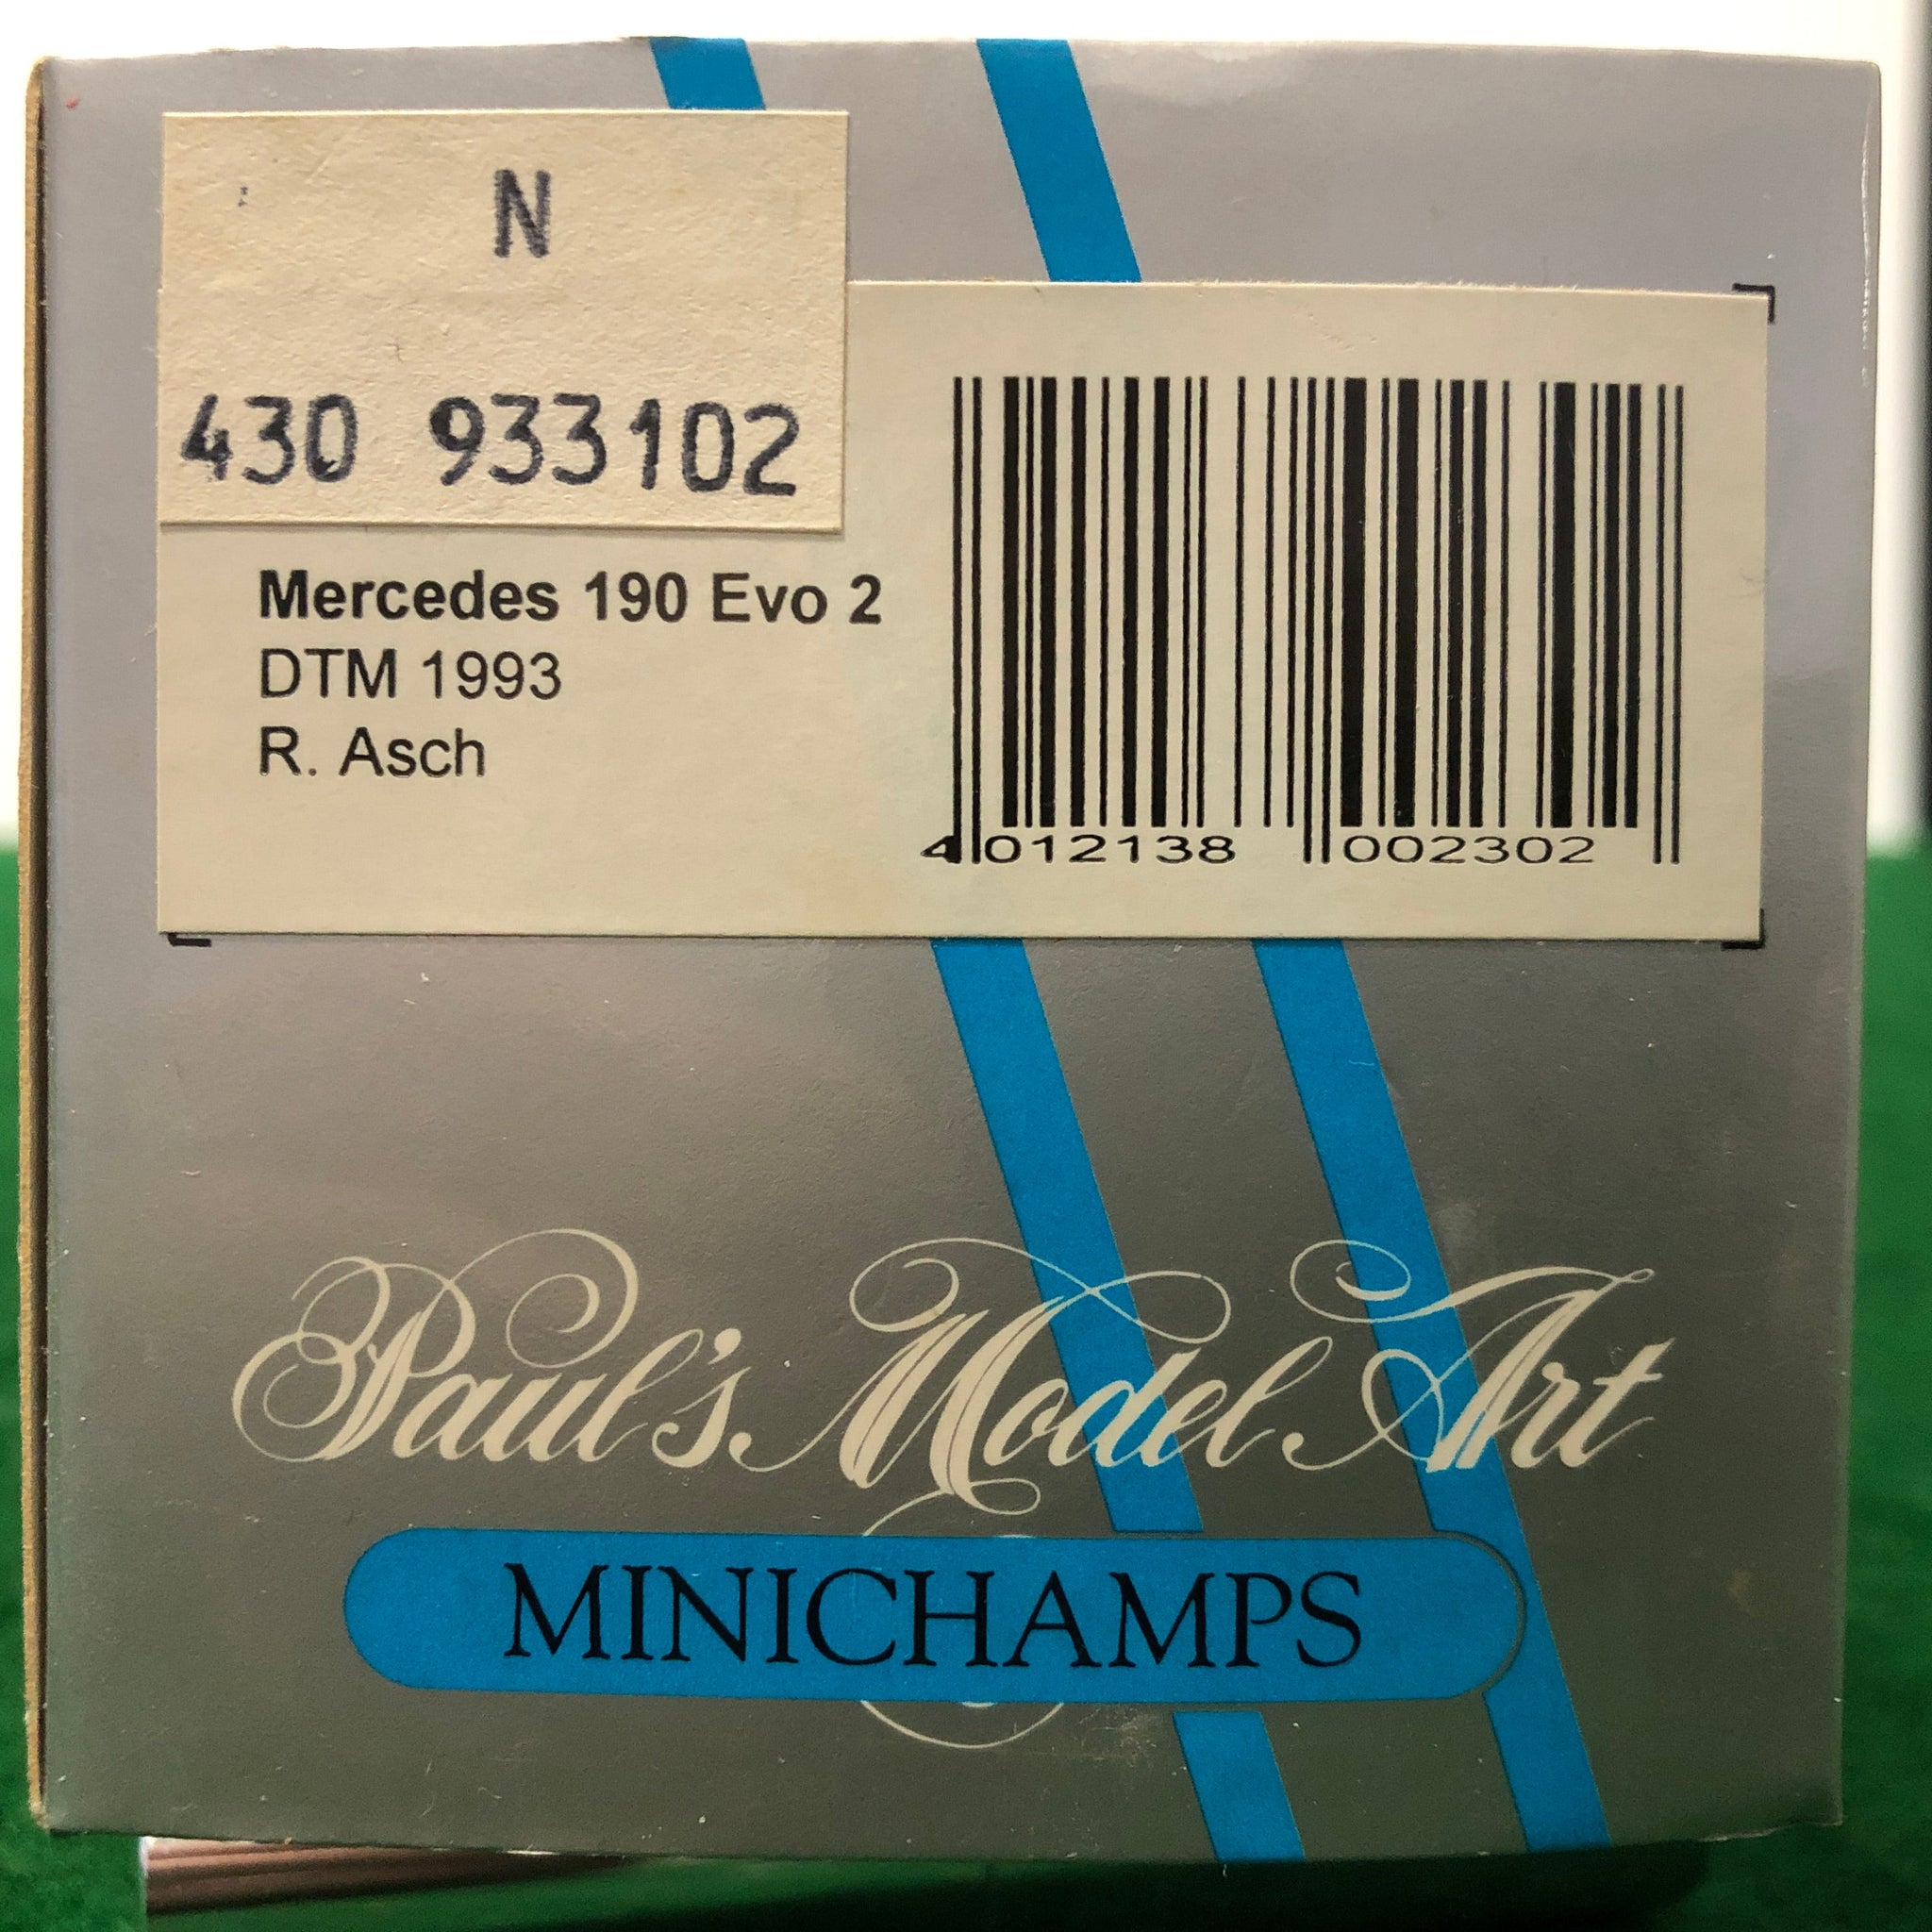 N
430 933102
Mercedes 190 Evo 2
DTM 1993
R. Asch
4 012138 002302
Paul's Model Art
MINICHAMPS